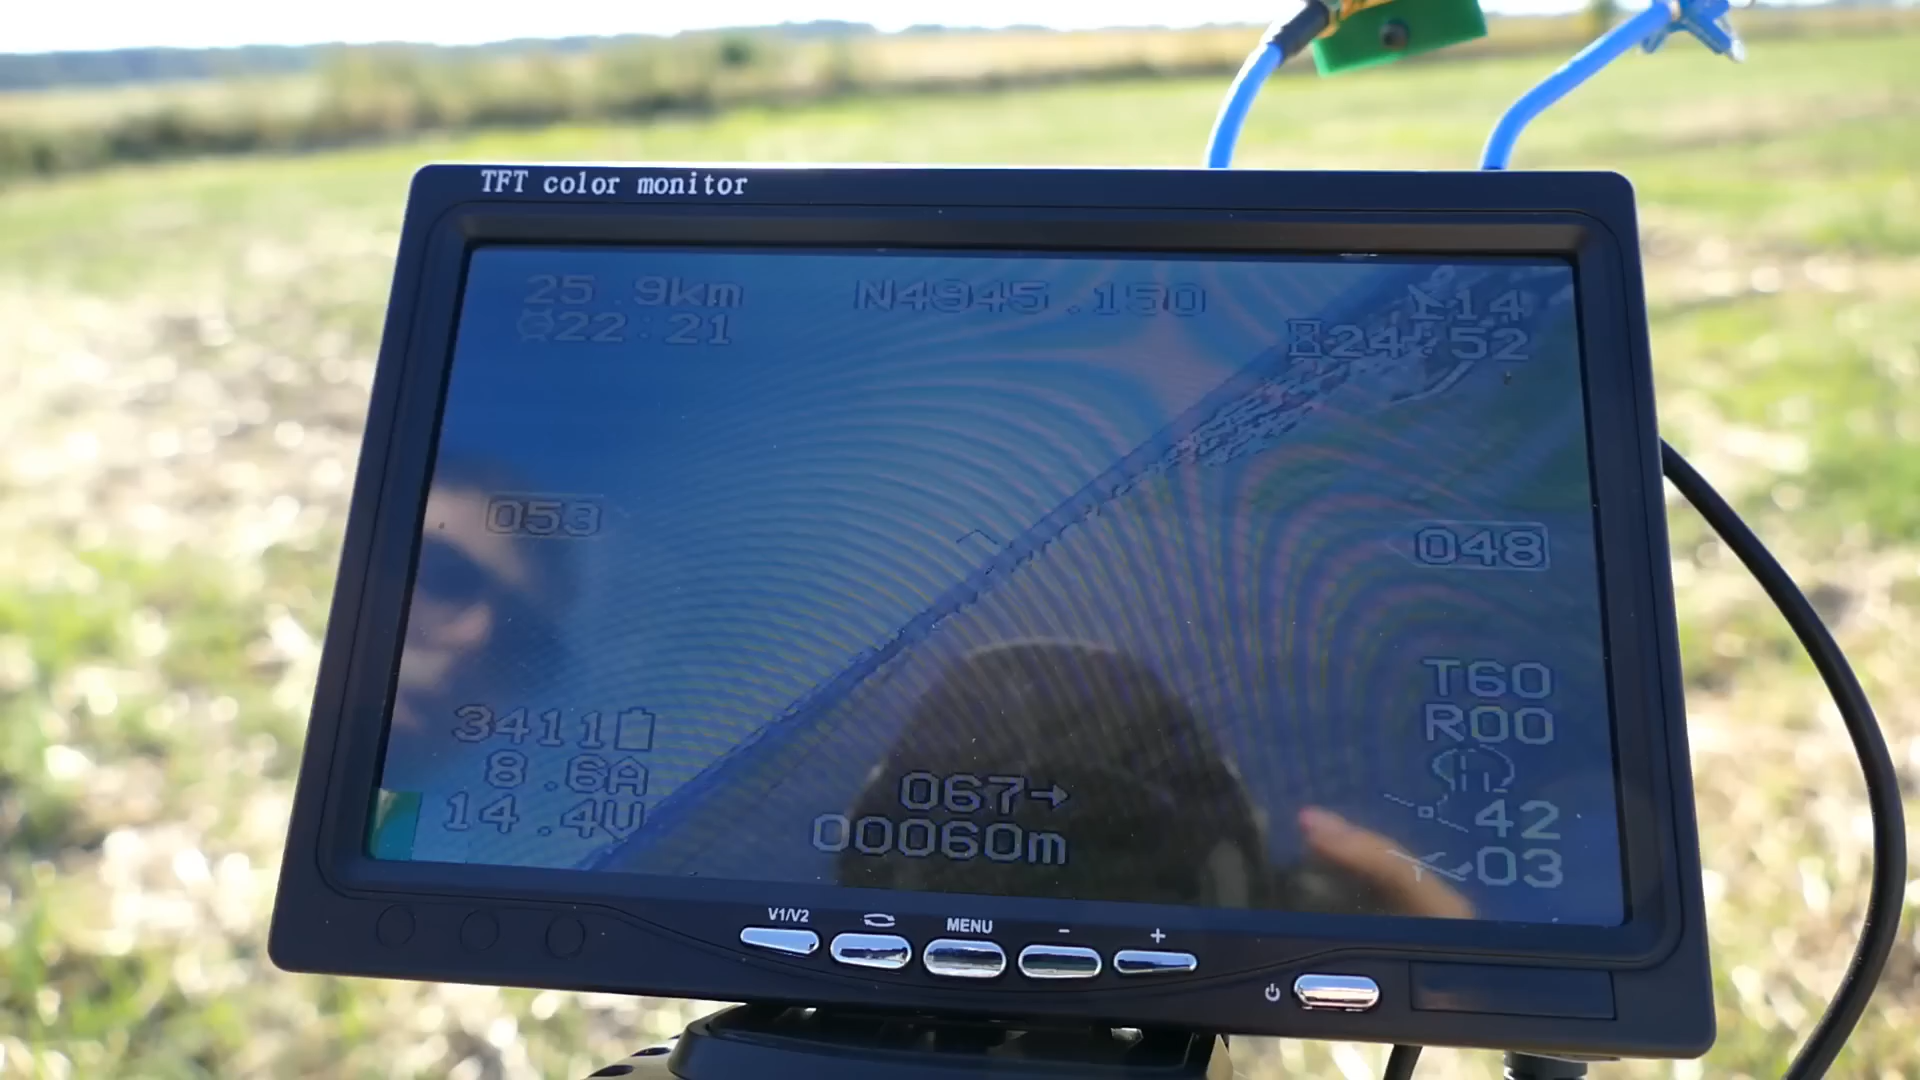 TFT color monitor
25.9km N4945.150 14
22:21 24:52
053 048
3411 T60
8.6A R00
14.4V 067→ 42
00060m 03
V1/V2 MENU - +